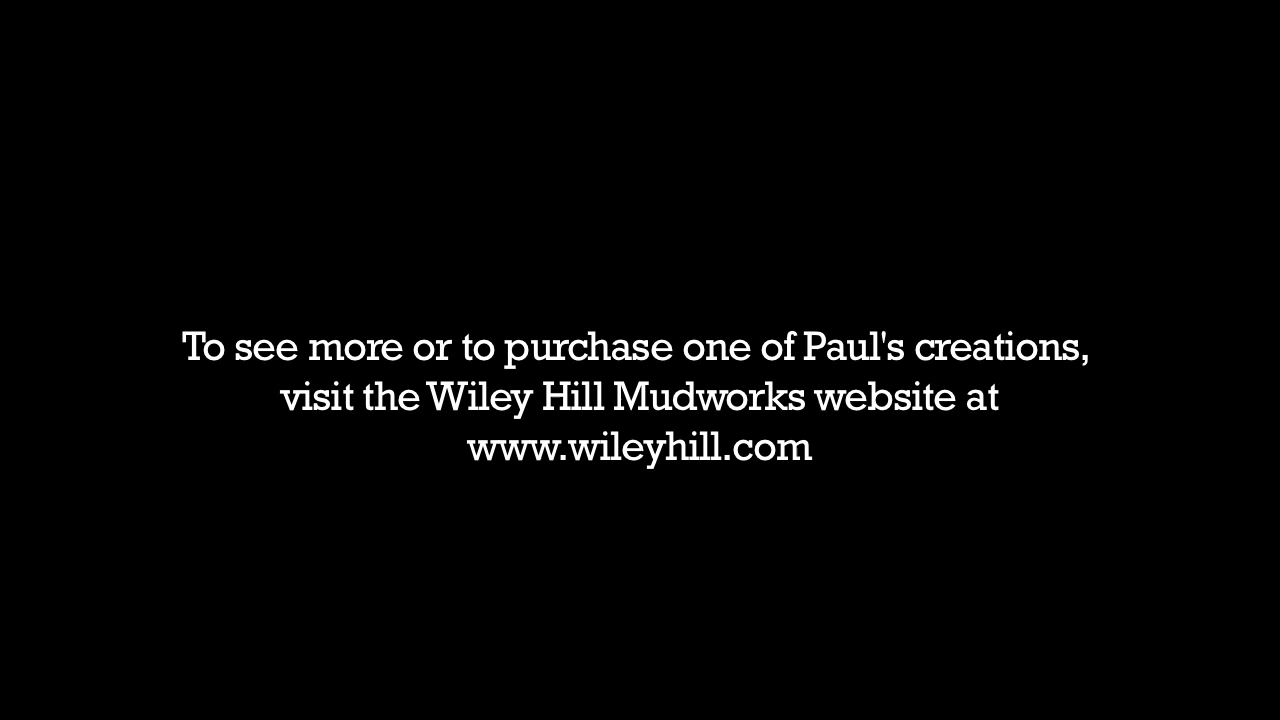 To see more or to purchase one of Paul's creations,
visit the Wiley Hill Mudworks website at
www.wileyhill.com